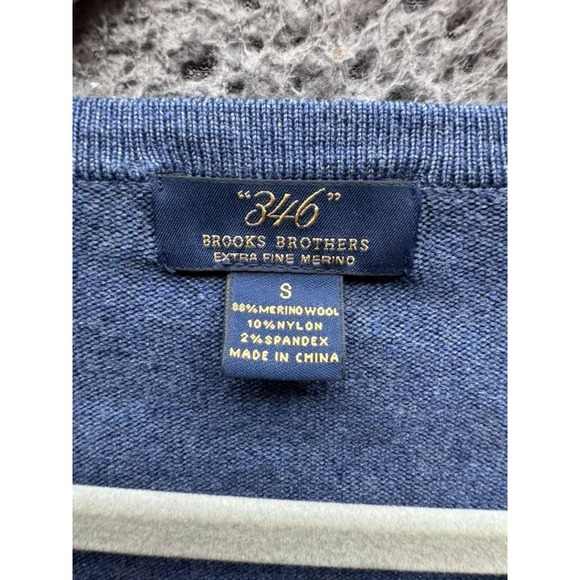 "346"
BROOKS BROTHERS
EXTRA FINE MERINO
S
88% MERINO WOOL
10% NYLON
2% SPANDEX
MADE IN CHINA